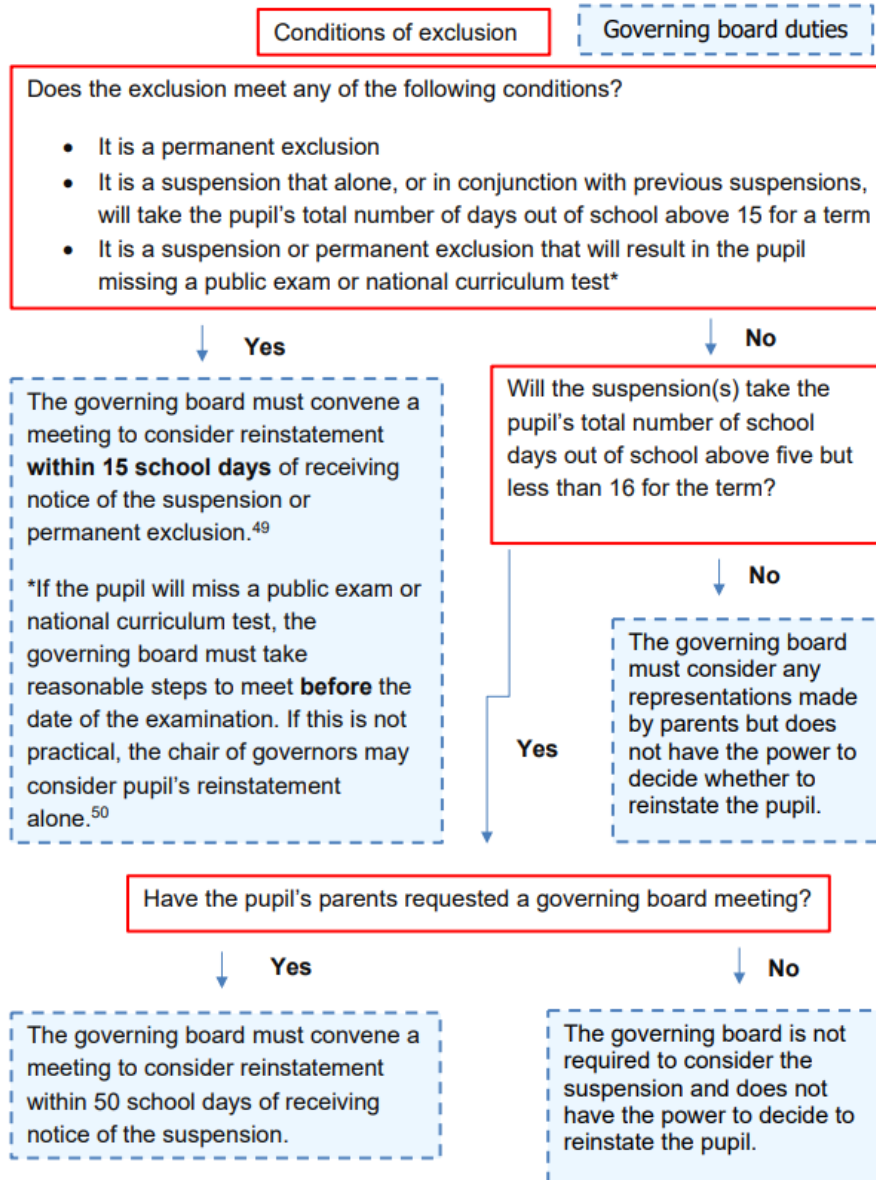 Conditions of exclusion
Governing board duties
Does the exclusion meet any of the following conditions?
• It is a permanent exclusion
• It is a suspension that alone, or in conjunction with previous suspensions,
will take the pupil's total number of days out of school above 15 for a term
• It is a suspension or permanent exclusion that will result in the pupil
missing a public exam or national curriculum test*
Yes
No
The governing board must convene a
meeting to consider reinstatement
within 15 school days of receiving
notice of the suspension or
permanent exclusion.49
*If the pupil will miss a public exam or
national curriculum test, the
governing board must take
reasonable steps to meet before the
date of the examination. If this is not
practical, the chair of governors may
consider pupil's reinstatement
alone.50
Will the suspension(s) take the
pupil's total number of school
days out of school above five but
less than 16 for the term?
No
The governing board
must consider any
representations made
by parents but does
not have the power to
decide whether to
reinstate the pupil.
Yes
Have the pupil's parents requested a governing board meeting?
Yes
No
The governing board must convene a
meeting to consider reinstatement
within 50 school days of receiving
notice of the suspension.
The governing board is not
required to consider the
suspension and does not
have the power to decide to
reinstate the pupil.